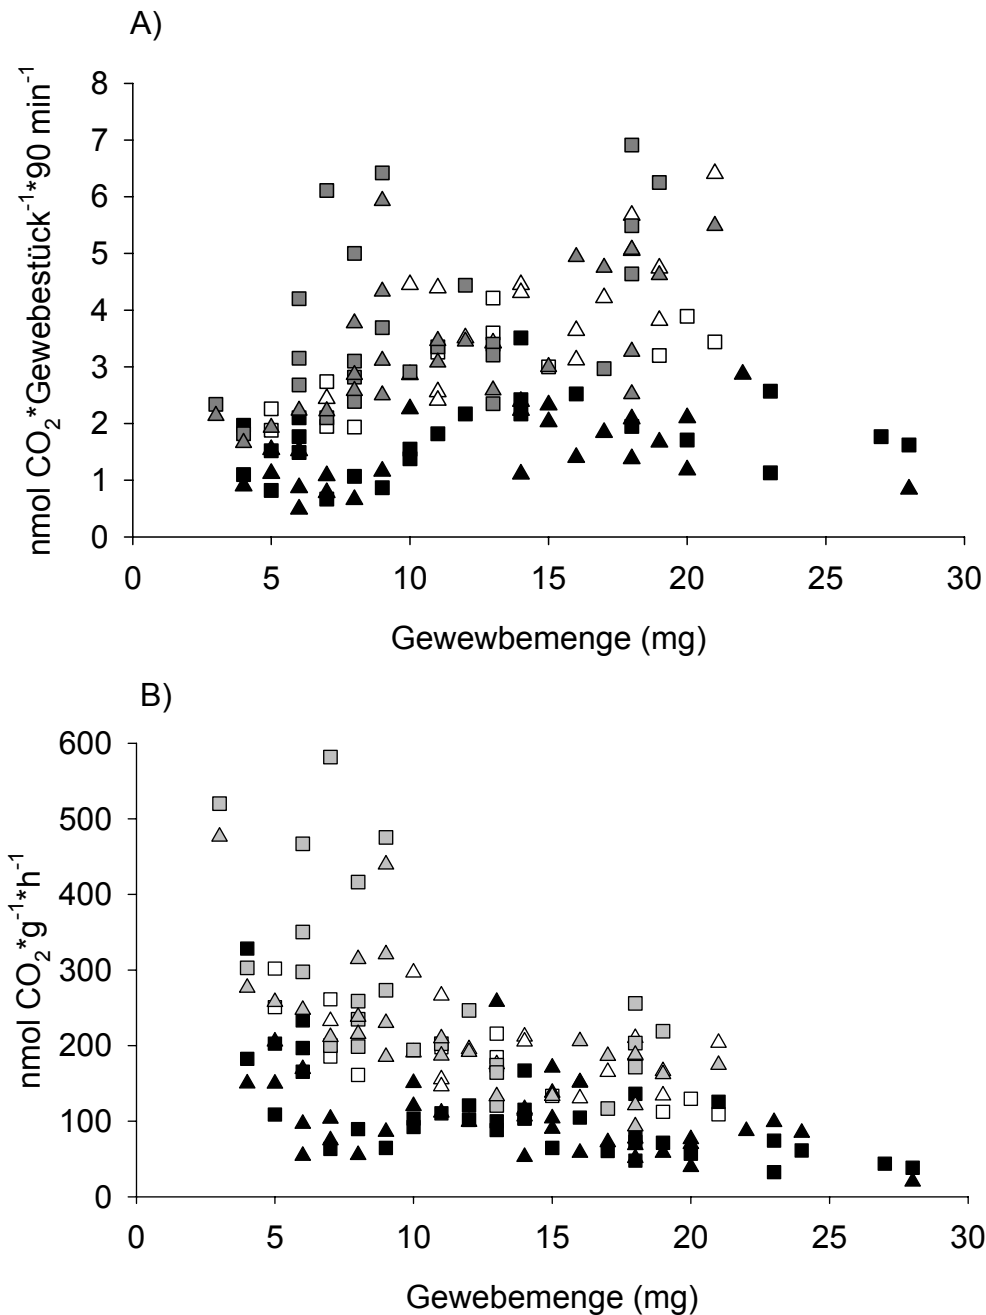 A)
nmol CO₂*Gewebestück⁻¹*90 min⁻¹
8
7
6
5
4
3
2
1
0
0 5 10 15 20 25 30
Gewewbemenge (mg)
B)
nmol CO₂*g⁻¹*h⁻¹
600
500
400
300
200
100
0
0 5 10 15 20 25 30
Gewebemenge (mg)